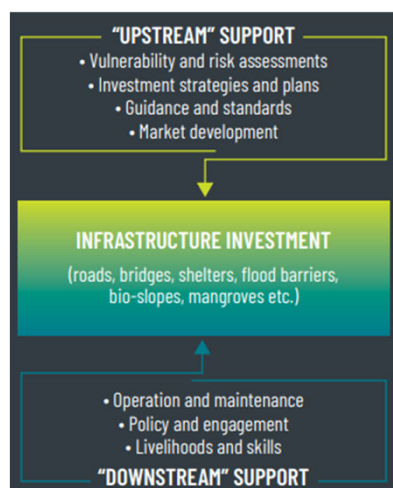 “UPSTREAM” SUPPORT
• Vulnerability and risk assessments
• Investment strategies and plans
• Guidance and standards
• Market development
INFRASTRUCTURE INVESTMENT
(roads, bridges, shelters, flood barriers,
bio-slopes, mangroves etc.)
• Operation and maintenance
• Policy and engagement
• Livelihoods and skills
“DOWNSTREAM” SUPPORT